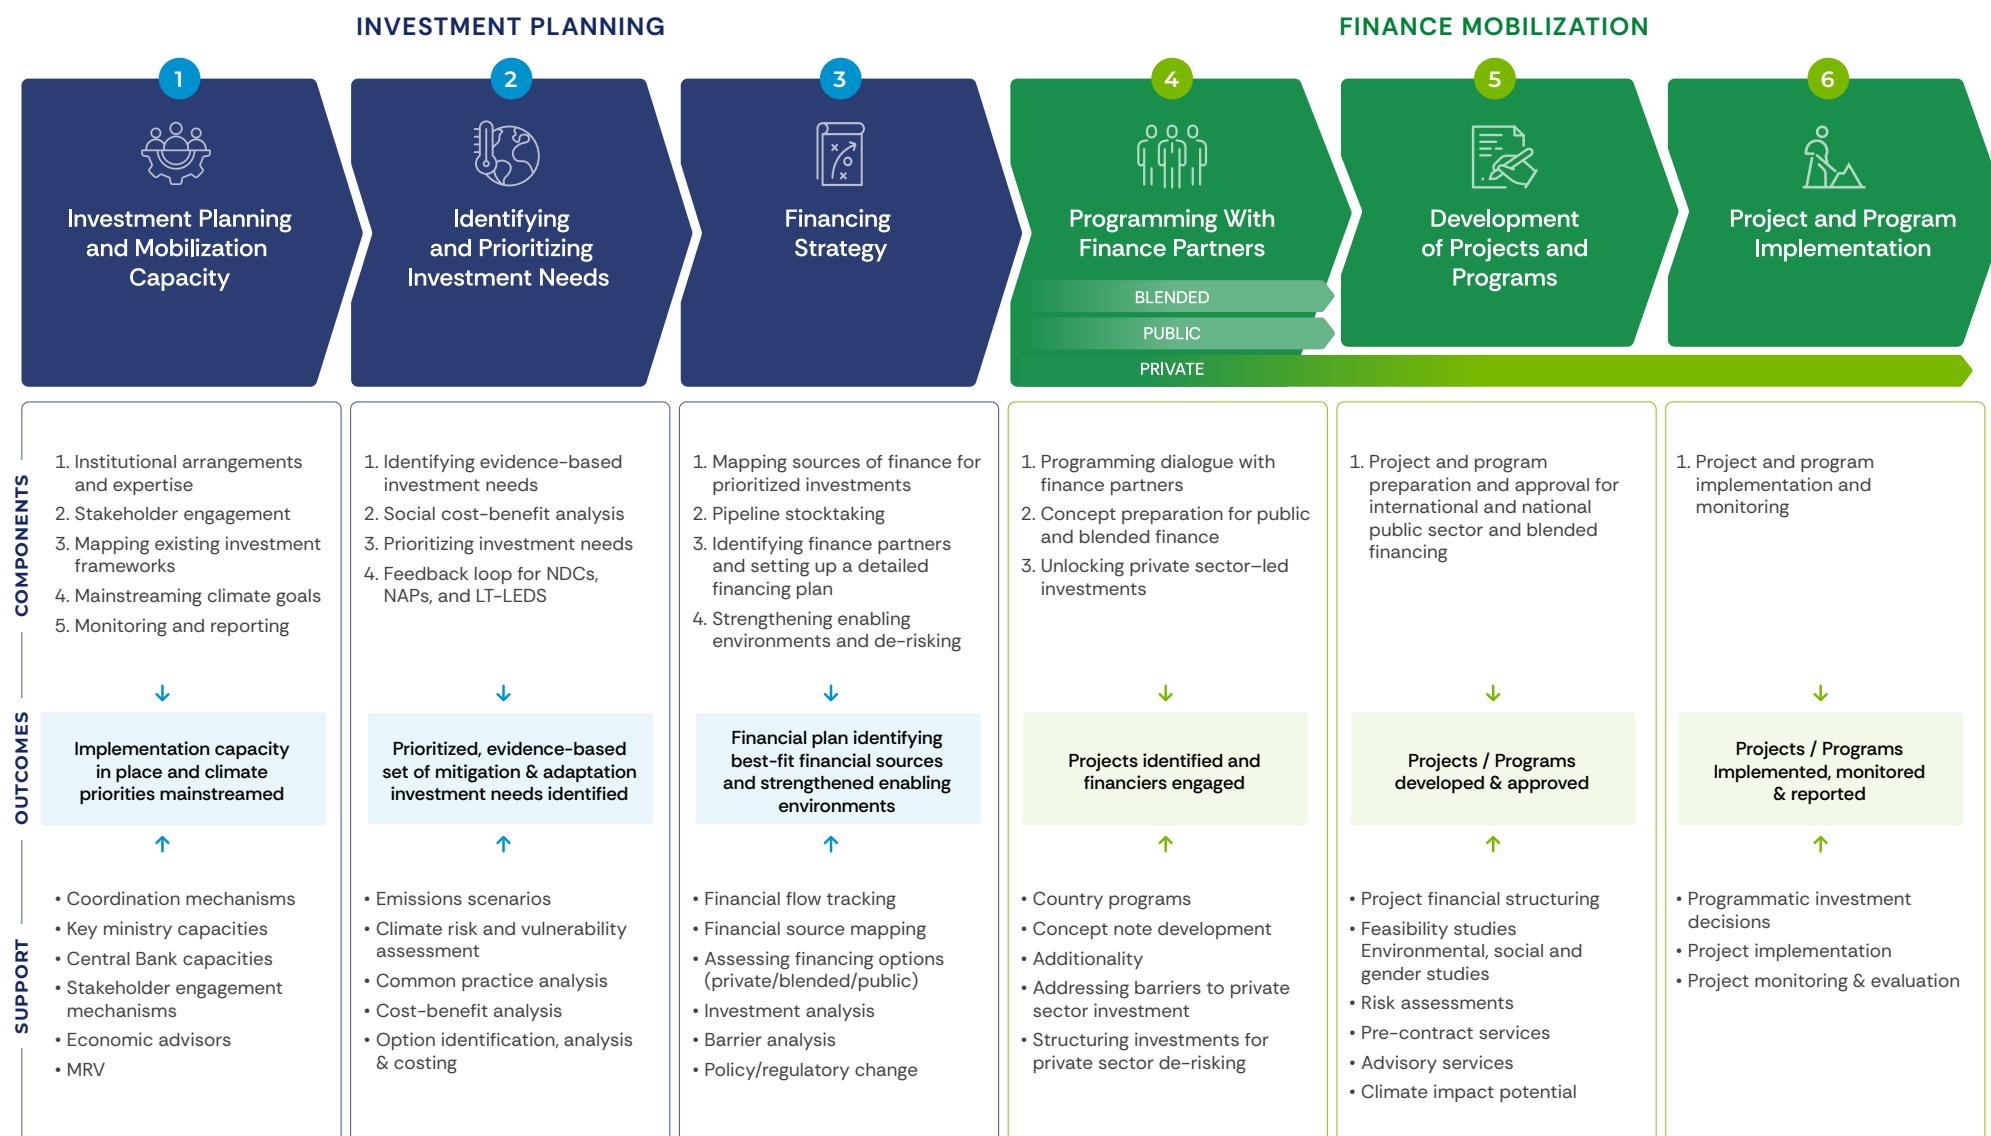 INVESTMENT PLANNING
FINANCE MOBILIZATION
1
Investment Planning
and Mobilization
Capacity
2
Identifying
and Prioritizing
Investment Needs
3
Financing
Strategy
4
Programming With
Finance Partners
BLENDED
PUBLIC
PRIVATE
5
Development
of Projects and
Programs
6
Project and Program
Implementation
COMPONENTS
1. Institutional arrangements
and expertise
2. Stakeholder engagement
3. Mapping existing investment
frameworks
4. Mainstreaming climate goals
5. Monitoring and reporting
1. Identifying evidence-based
investment needs
2. Social cost-benefit analysis
3. Prioritizing investment needs
4. Feedback loop for NDCs,
NAPs, and LT-LEDS
1. Mapping sources of finance for
prioritized investments
2. Pipeline stocktaking
3. Identifying finance partners
and setting up a detailed
financing plan
4. Strengthening enabling
environments and de-risking
1. Programming dialogue with
finance partners
2. Concept preparation for public
and blended finance
3. Unlocking private sector–led
investments
1. Project and program
preparation and approval for
international and national
public sector and blended
financing
1. Project and program
implementation and
monitoring
OUTCOMES
Implementation capacity
in place and climate
priorities mainstreamed
Prioritized, evidence-based
set of mitigation & adaptation
investment needs identified
Financial plan identifying
best-fit financial sources
and strengthened enabling
environments
Projects identified and
financiers engaged
Projects / Programs
developed & approved
Projects / Programs
Implemented, monitored
& reported
SUPPORT
• Coordination mechanisms
• Key ministry capacities
• Central Bank capacities
• Stakeholder engagement
mechanisms
• Economic advisors
• MRV
• Emissions scenarios
• Climate risk and vulnerability
assessment
• Common practice analysis
• Cost-benefit analysis
• Option identification, analysis
& costing
• Financial flow tracking
• Financial source mapping
• Assessing financing options
(private/blended/public)
• Investment analysis
• Barrier analysis
• Policy/regulatory change
• Country programs
• Concept note development
• Additionality
• Addressing barriers to private
sector investment
• Structuring investments for
private sector de-risking
• Project financial structuring
• Feasibility studies
Environmental, social and
gender studies
• Risk assessments
• Pre-contract services
• Advisory services
• Climate impact potential
• Programmatic investment
decisions
• Project implementation
• Project monitoring & evaluation